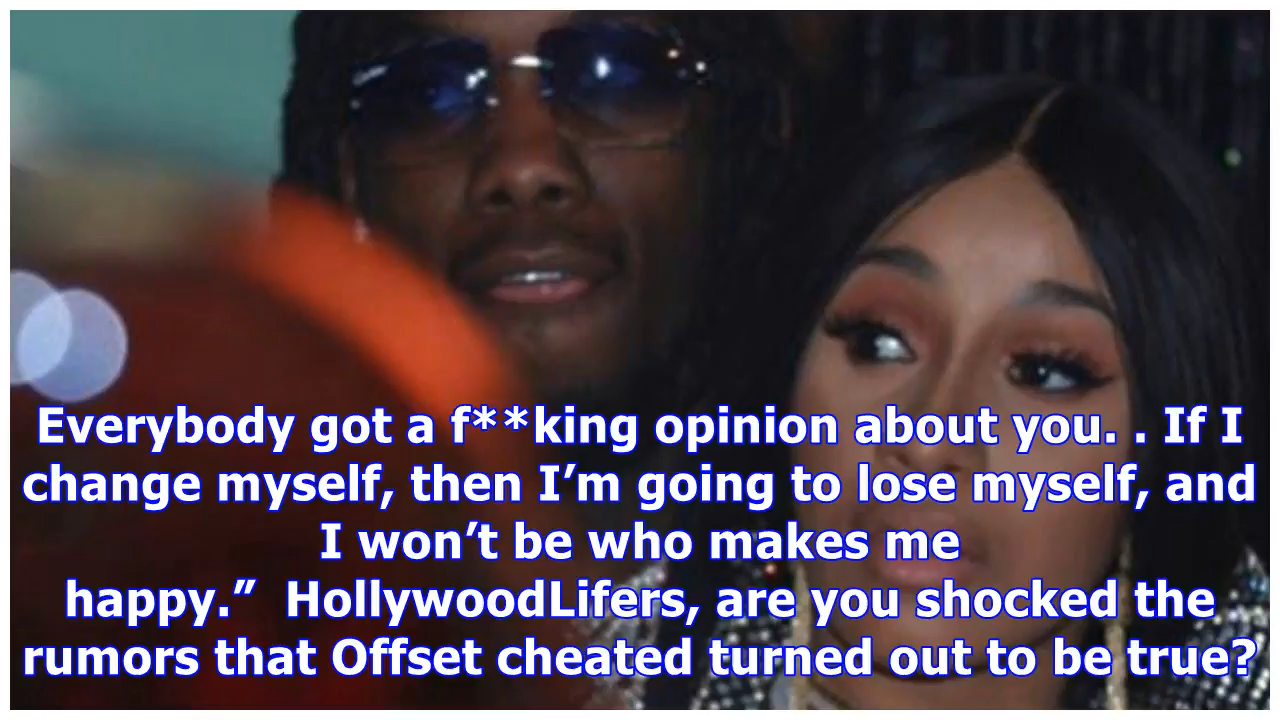 Everybody got a f**king opinion about you. . If I
change myself, then I’m going to lose myself, and
I won’t be who makes me
happy.”  HollywoodLifers, are you shocked the
rumors that Offset cheated turned out to be true?